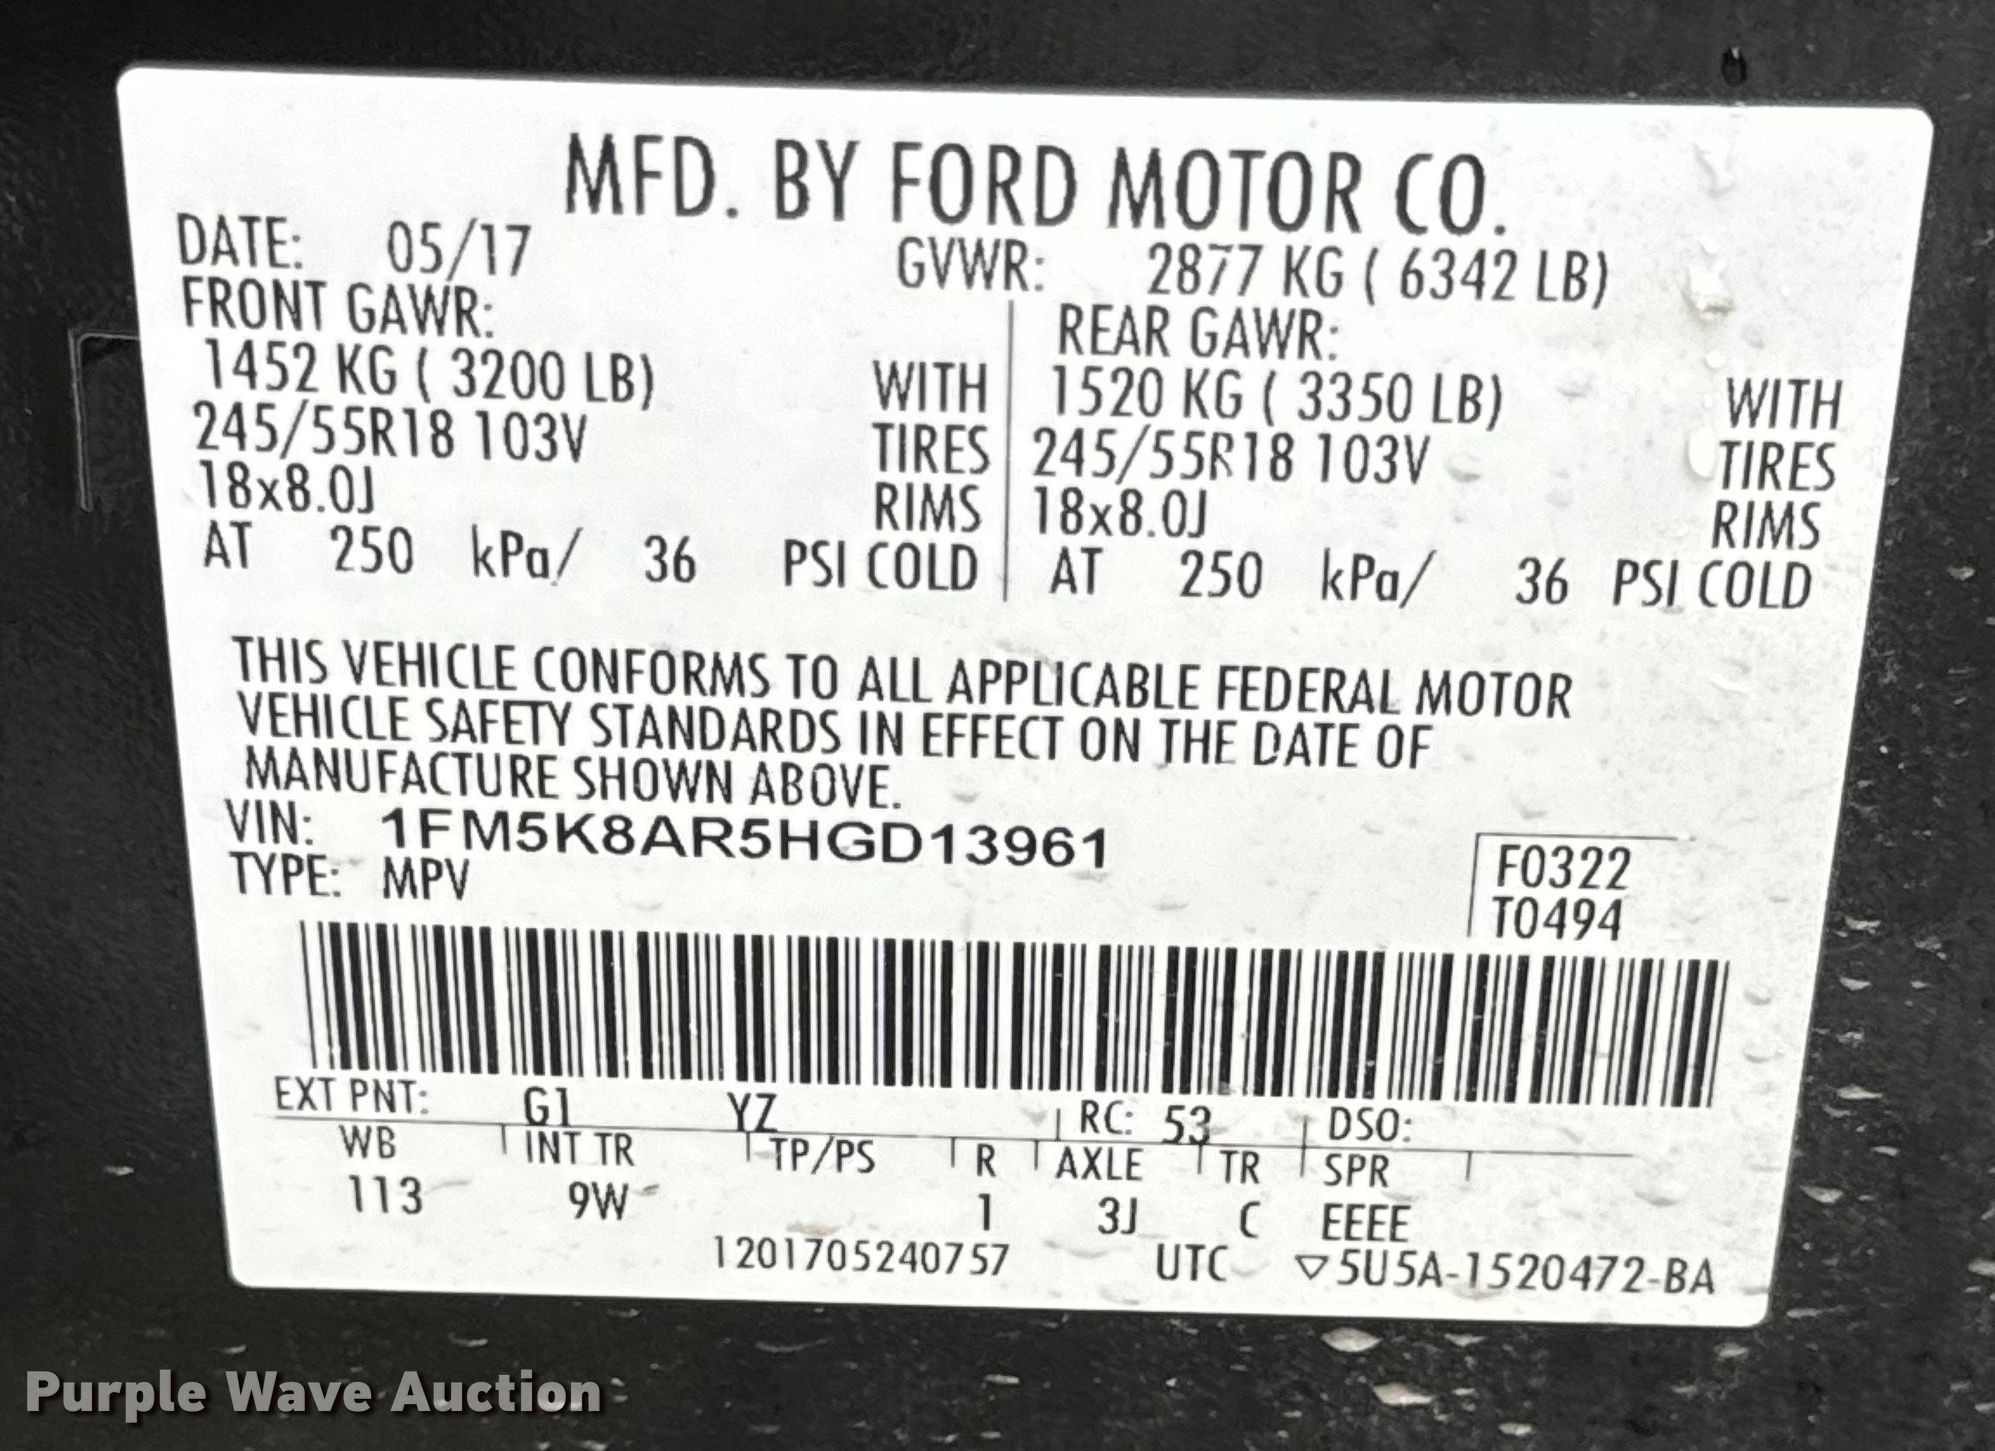 MFD. BY FORD MOTOR CO.
DATE: 05/17 GVWR: 2877 KG ( 6342 LB)
FRONT GAWR: REAR GAWR:
1452 KG ( 3200 LB) WITH 1520 KG ( 3350 LB) WITH
245/55R18 103V TIRES 245/55R18 103V TIRES
18x8.0J RIMS 18x8.0J RIMS
AT 250 kPa/ 36 PSI COLD AT 250 kPa/ 36 PSI COLD
THIS VEHICLE CONFORMS TO ALL APPLICABLE FEDERAL MOTOR
VEHICLE SAFETY STANDARDS IN EFFECT ON THE DATE OF
MANUFACTURE SHOWN ABOVE.
VIN: 1FM5K8AR5HGD13961
TYPE: MPV
F0322
T0494
EXT PNT: G1 YZ RC: 53 DSO:
WB INT TR TP/PS R AXLE TR SPR
113 9W 1 3J C EEEE
1201705240757 UTC ▽5U5A-1520472-BA
Purple Wave Auction